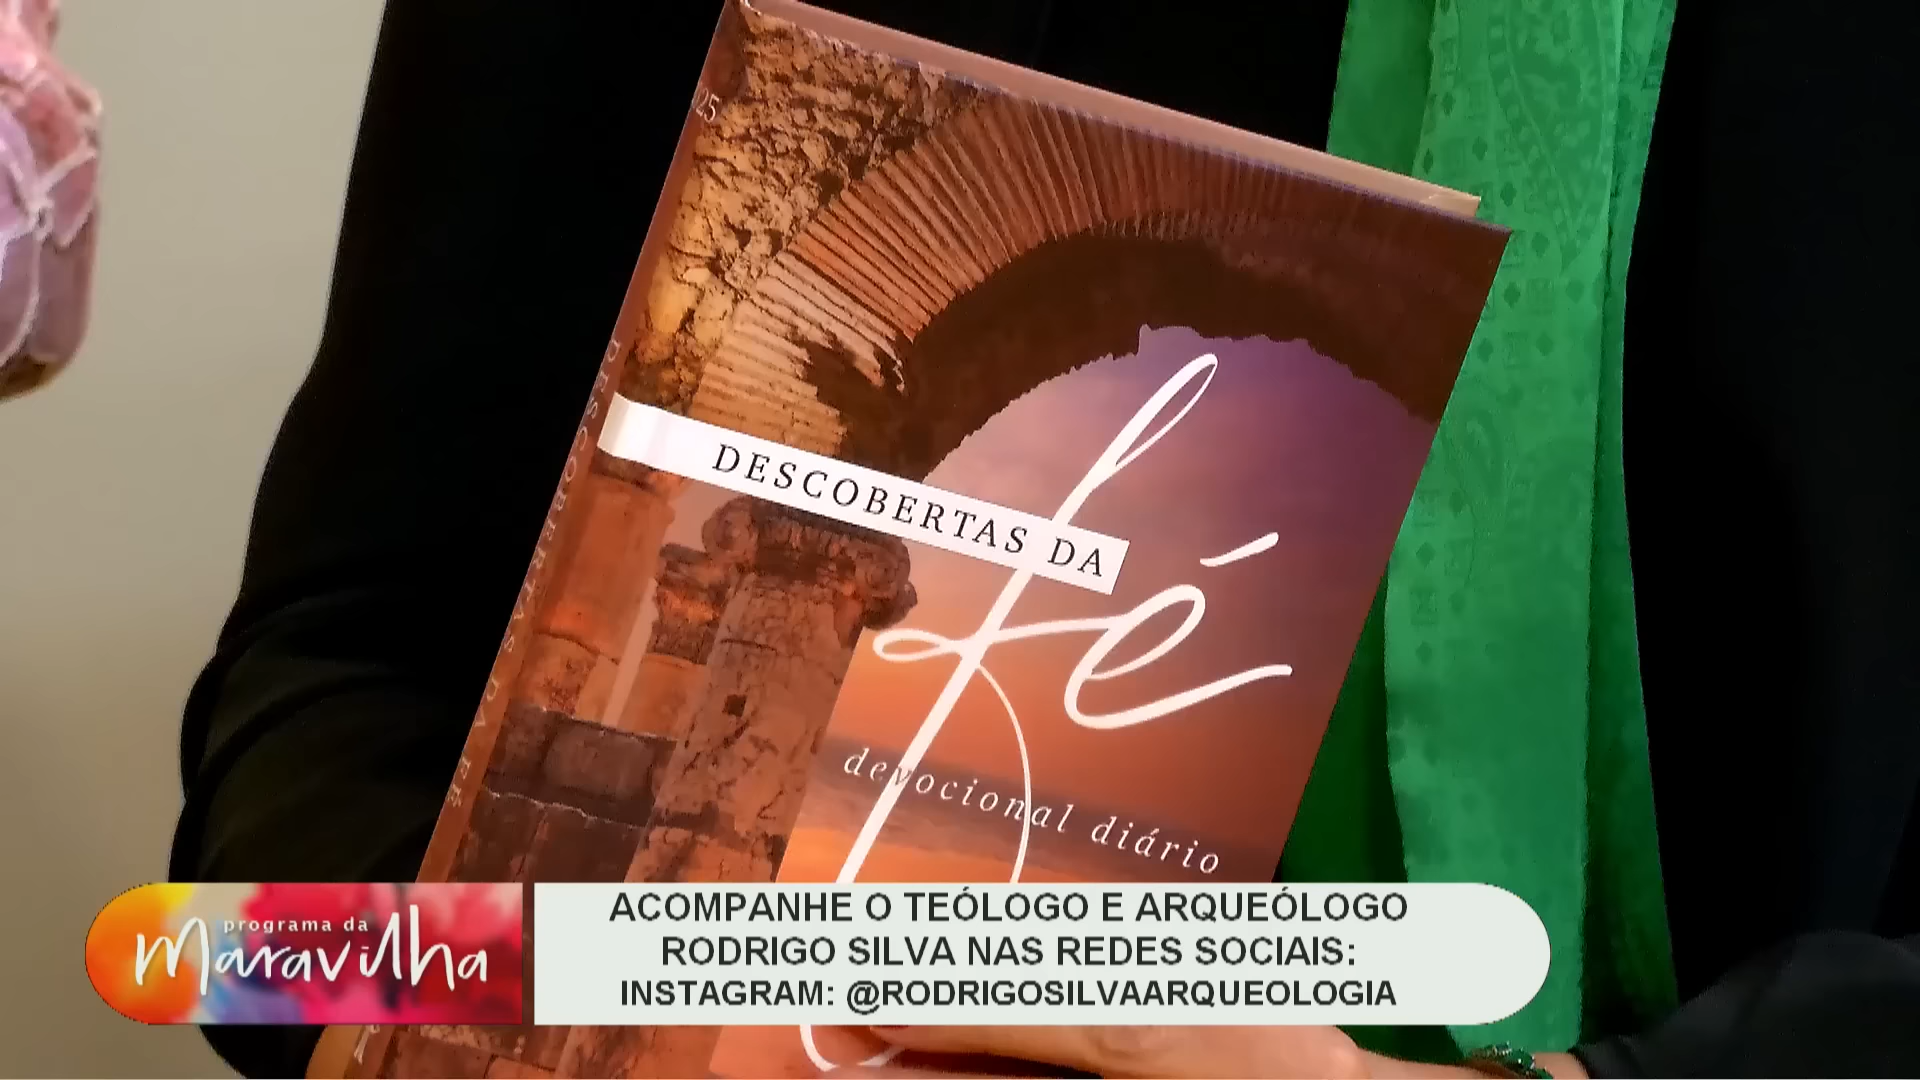 25
DESCOBERTAS DA FÉ
DESCOBERTAS DA
fé
devocional diário
programa da
Maravilha
ACOMPANHE O TEÓLOGO E ARQUEÓLOGO
RODRIGO SILVA NAS REDES SOCIAIS:
INSTAGRAM: @RODRIGOSILVAARQUEOLOGIA